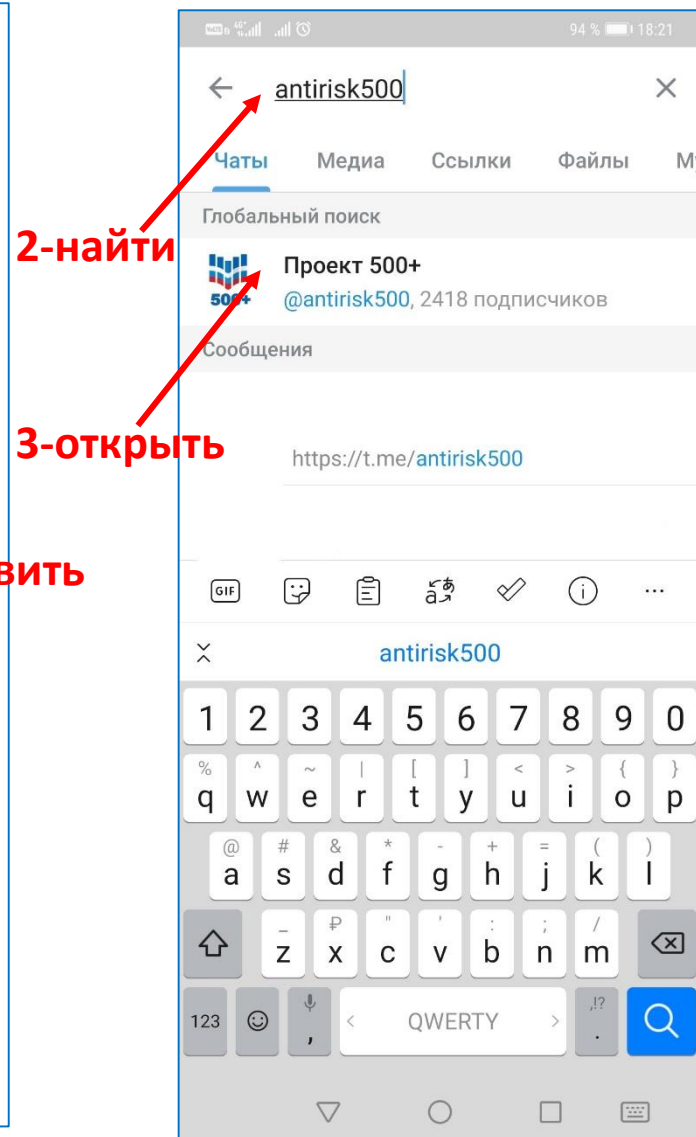 94 % 18:21
antirisk500
Чаты Медиа Ссылки Файлы
Глобальный поиск
2-найти
Проект 500+
500+
@antirisk500, 2418 подписчиков
Сообщения
3-открыть
https://t.me/antirisk500
вить
GIF
antirisk500
1 2 3 4 5 6 7 8 9 0
% ^ ~ | [ ] < > { }
q w e r t y u i o p
@ # & * - + = ( )
a s d f g h j k l
_ ₽ " ' : ; /
z x c v b n m
123 , < QWERTY > ,!? .